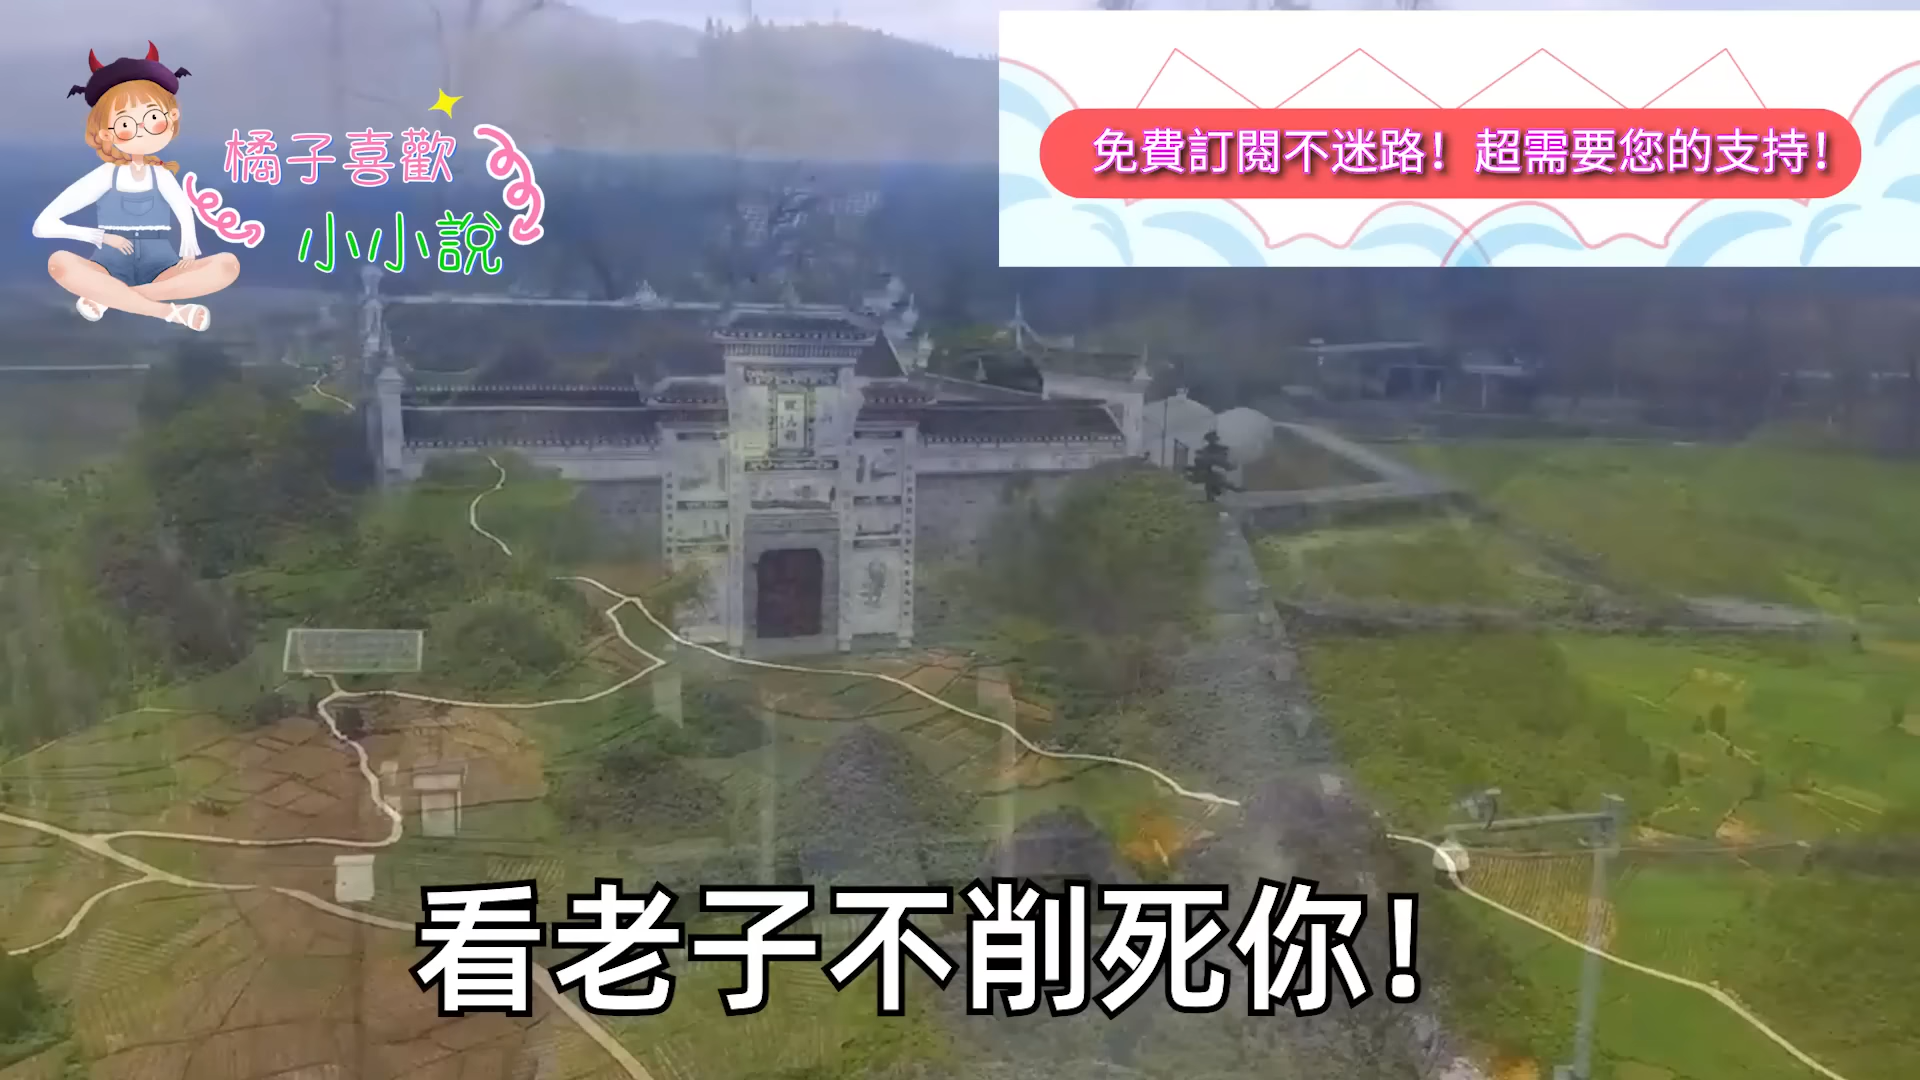 橘子喜歡
小小說
免費訂閱不迷路！超需要您的支持！
看老子不削死你！